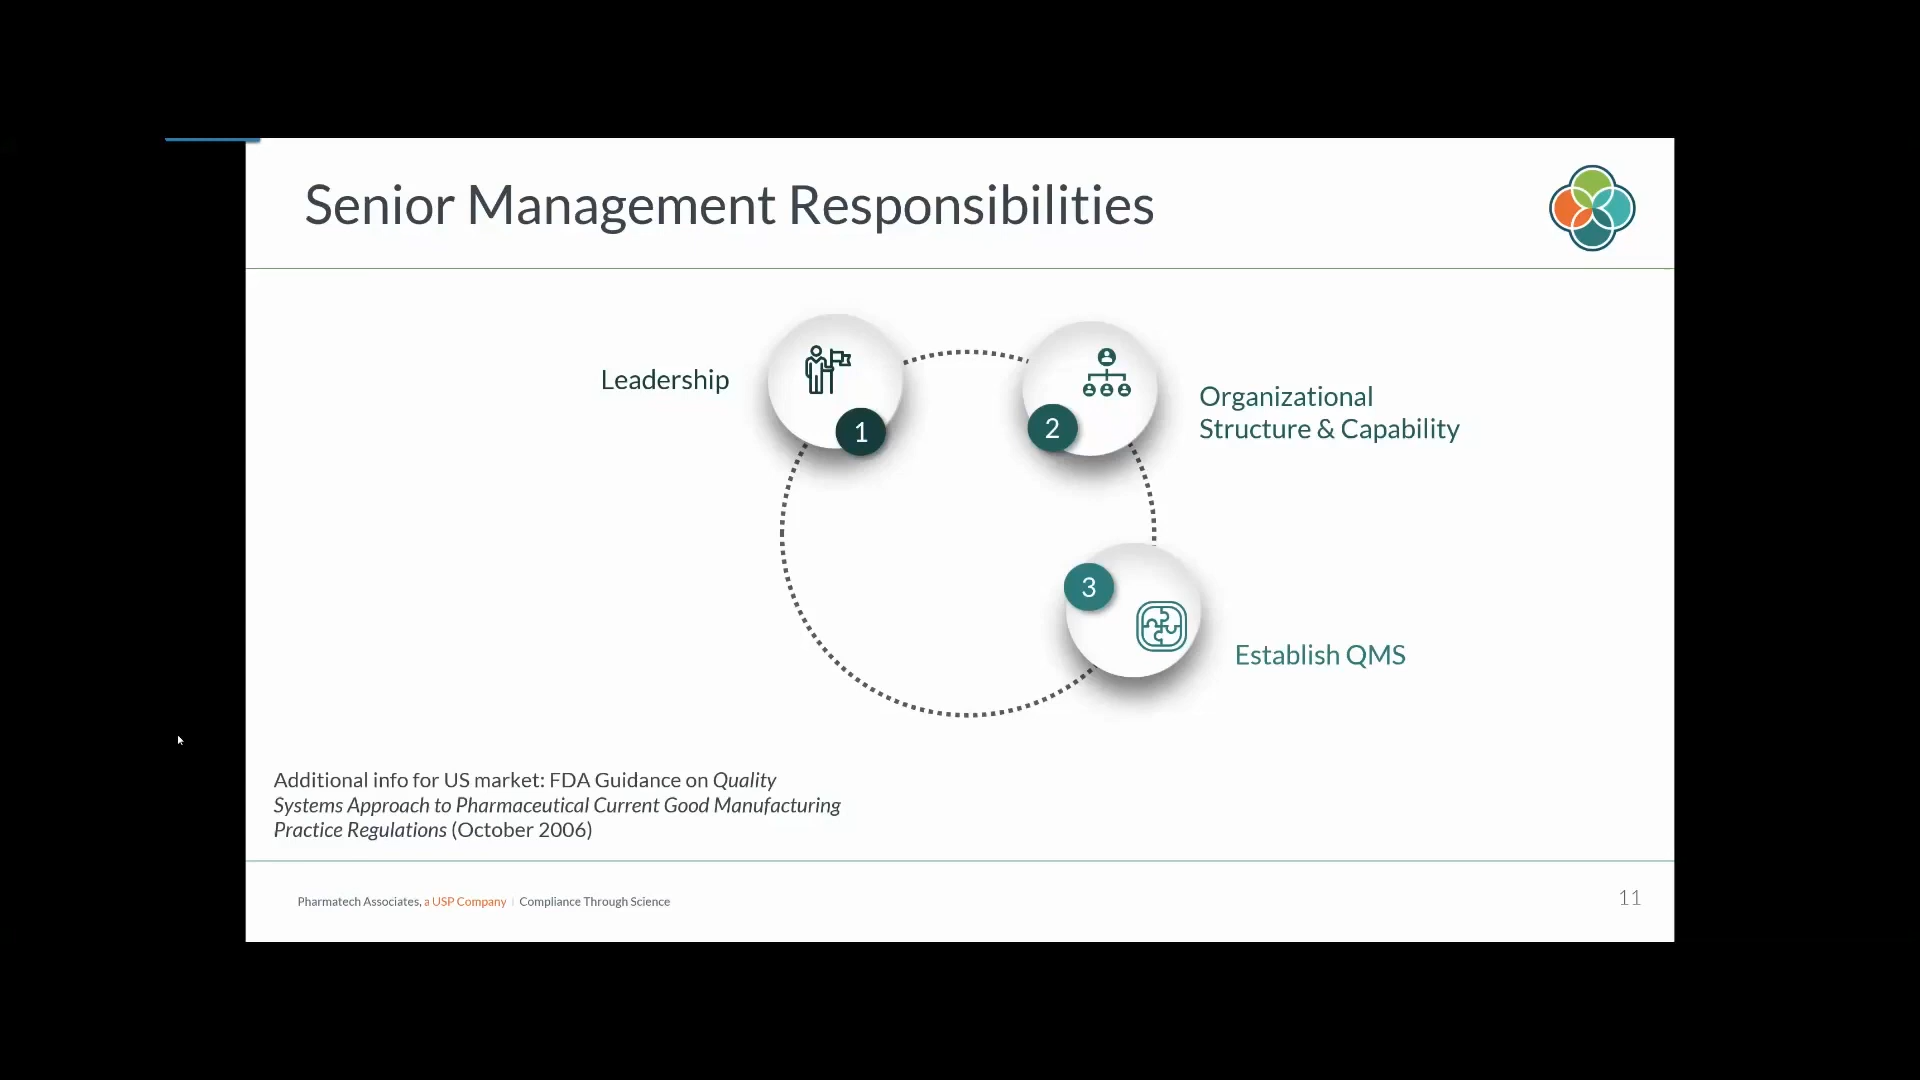 Senior Management Responsibilities
Leadership
1
2
Organizational
Structure & Capability
3
Establish QMS
Additional info for US market: FDA Guidance on Quality
Systems Approach to Pharmaceutical Current Good Manufacturing
Practice Regulations (October 2006)
Pharmatech Associates, a USP Company | Compliance Through Science
11